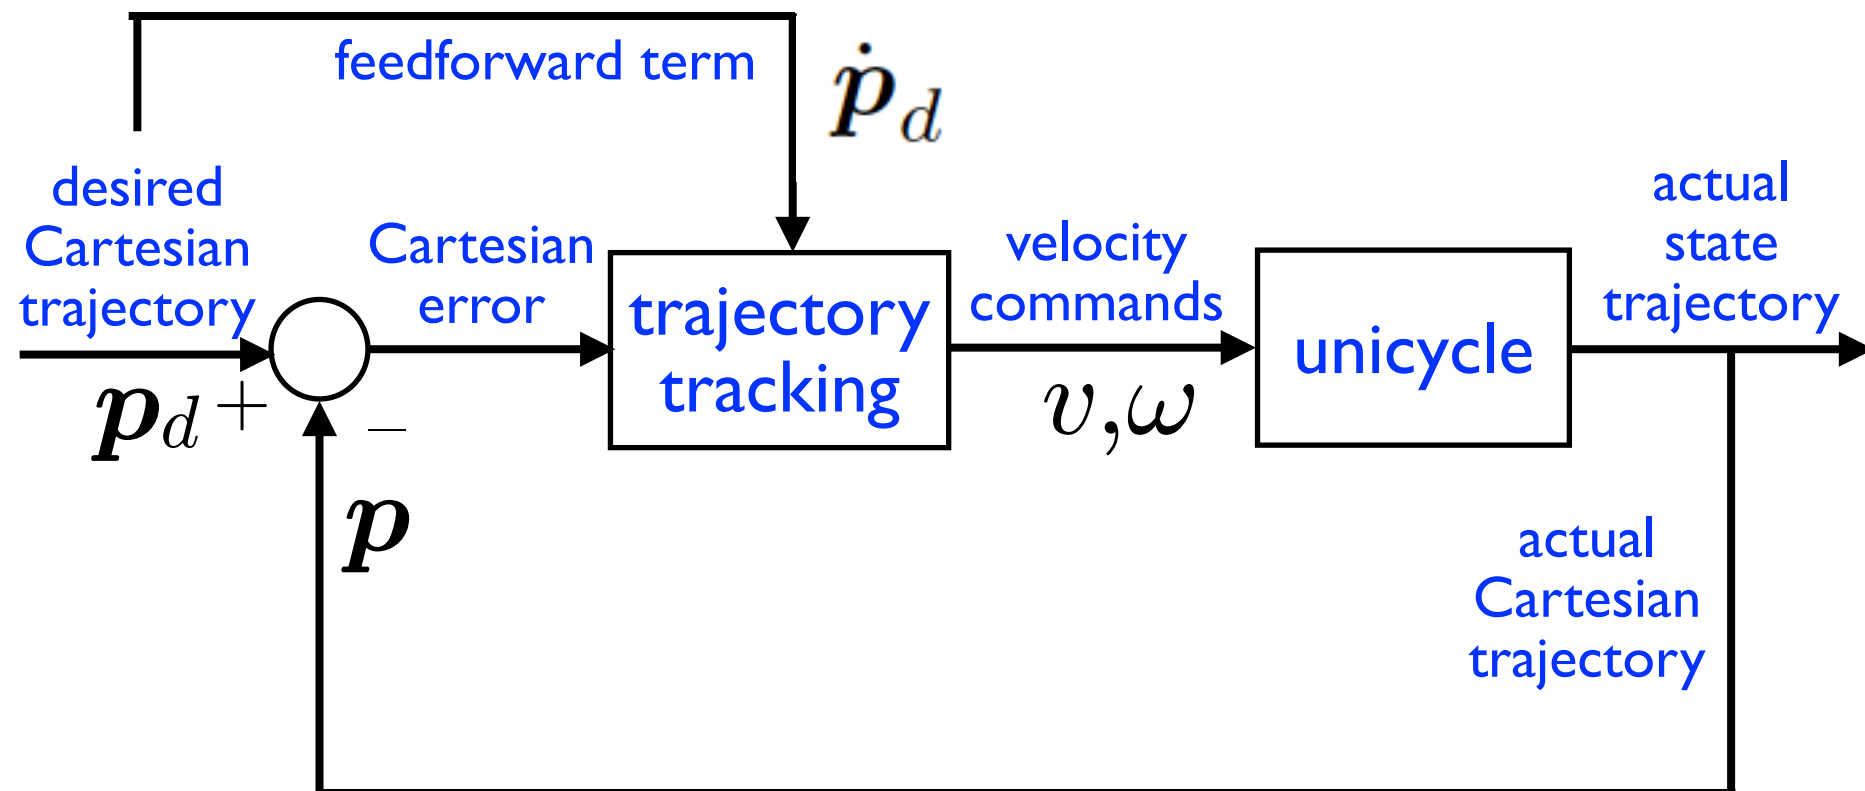 feedforward term
ṗ_d
desired
Cartesian
trajectory
Cartesian
error
trajectory
tracking
velocity
commands
unicycle
actual
state
trajectory
p_d +
−
v,ω
p
actual
Cartesian
trajectory